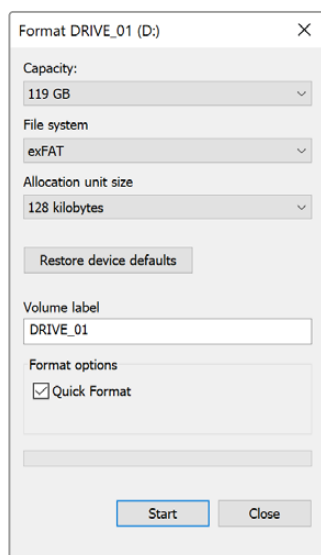 Format DRIVE_01 (D:)
Capacity:
119 GB
File system
exFAT
Allocation unit size
128 kilobytes
Restore device defaults
Volume label
DRIVE_01
Format options
Quick Format
Start Close